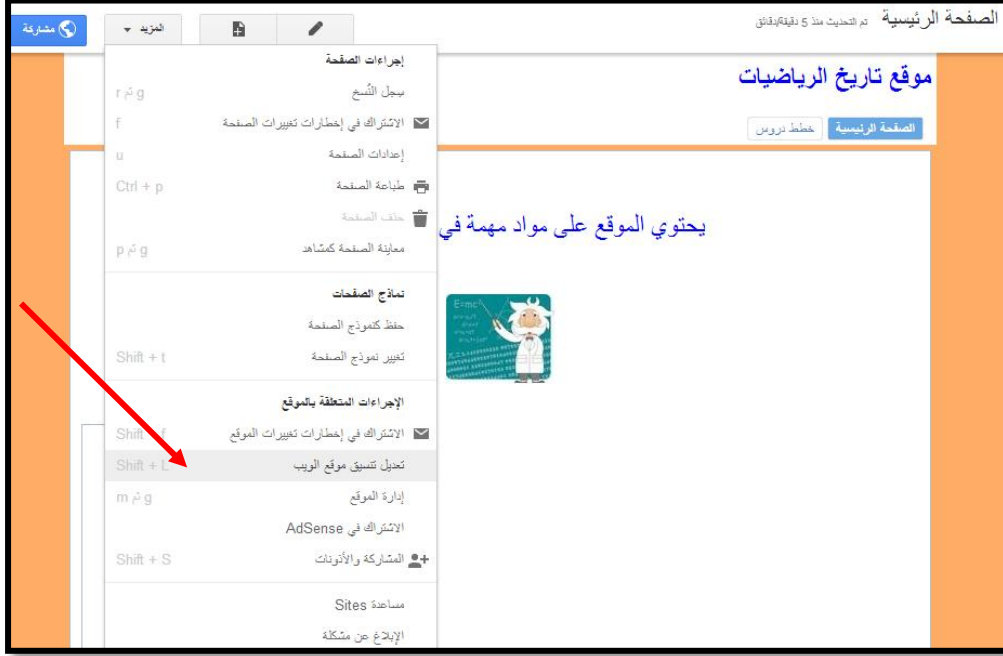 الصفحة الرئيسية تم التحديث منذ 5 دقيقة/دقائق
المزيد
مشاركة
موقع تاريخ الرياضيات
الصفحة الرئيسية خطط دروس
يحتوي الموقع على مواد مهمة في
E=mc²
إجراءات الصفحة
سجل النُسخ g ثم r
الاشتراك في إخطارات تغييرات الصفحة f
إعدادات الصفحة u
طباعة الصفحة Ctrl + p
حذف الصفحة
معاينة الصفحة كمشاهد g ثم p
نماذج الصفحات
حفظ كنموذج الصفحة
تغيير نموذج الصفحة Shift + t
الإجراءات المتعلقة بالموقع
الاشتراك في إخطارات تغييرات الموقع Shift + f
تعديل تنسيق موقع الويب Shift + L
إدارة الموقع g ثم m
الاشتراك في AdSense
المشاركة والأذونات Shift + S
مساعدة Sites
الإبلاغ عن مشكلة